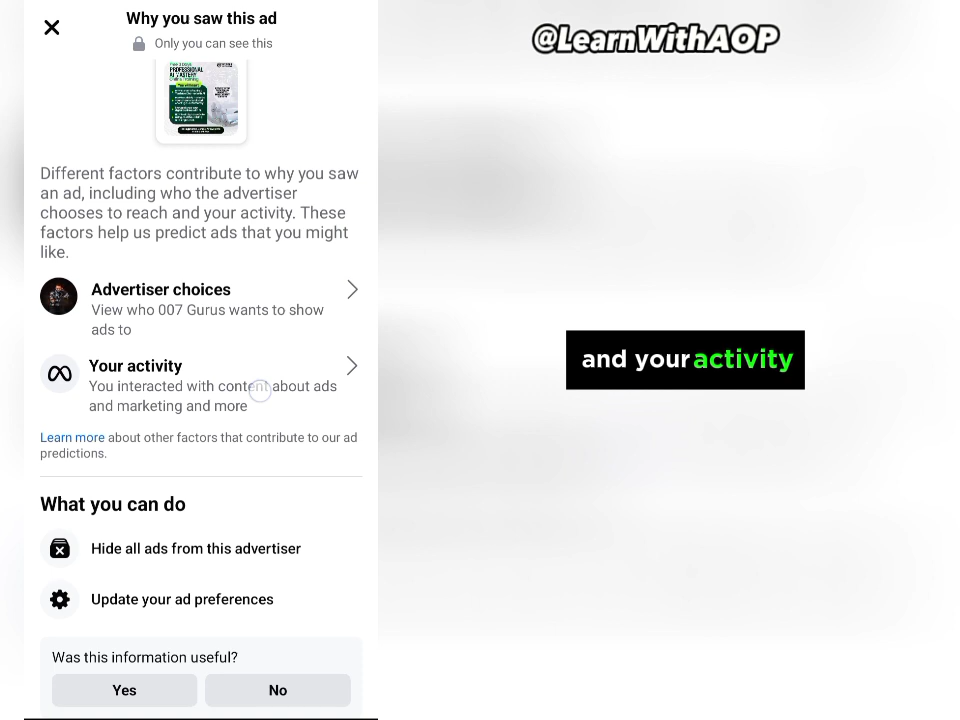 Why you saw this ad
Only you can see this
PROFESSIONAL
AI MASTERY
Different factors contribute to why you saw
an ad, including who the advertiser
chooses to reach and your activity. These
factors help us predict ads that you might
like.
Advertiser choices
View who 007 Gurus wants to show
ads to
Your activity
You interacted with content about ads
and marketing and more
Learn more about other factors that contribute to our ad
predictions.
What you can do
Hide all ads from this advertiser
Update your ad preferences
Was this information useful?
Yes
No
@LearnWithAOP
and your activity